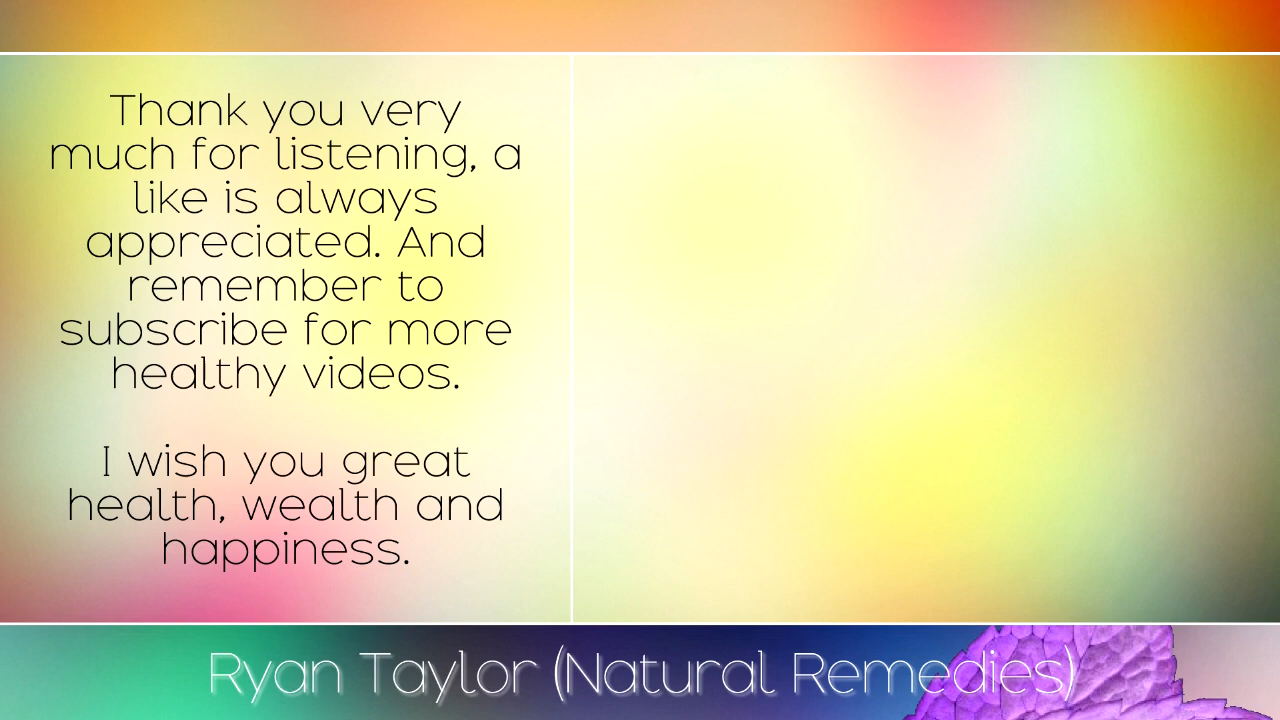 Thank you very
much for listening, a
like is always
appreciated. And
remember to
subscribe for more
healthy videos.
I wish you great
health, wealth and
happiness.
Ryan Taylor (Natural Remedies)